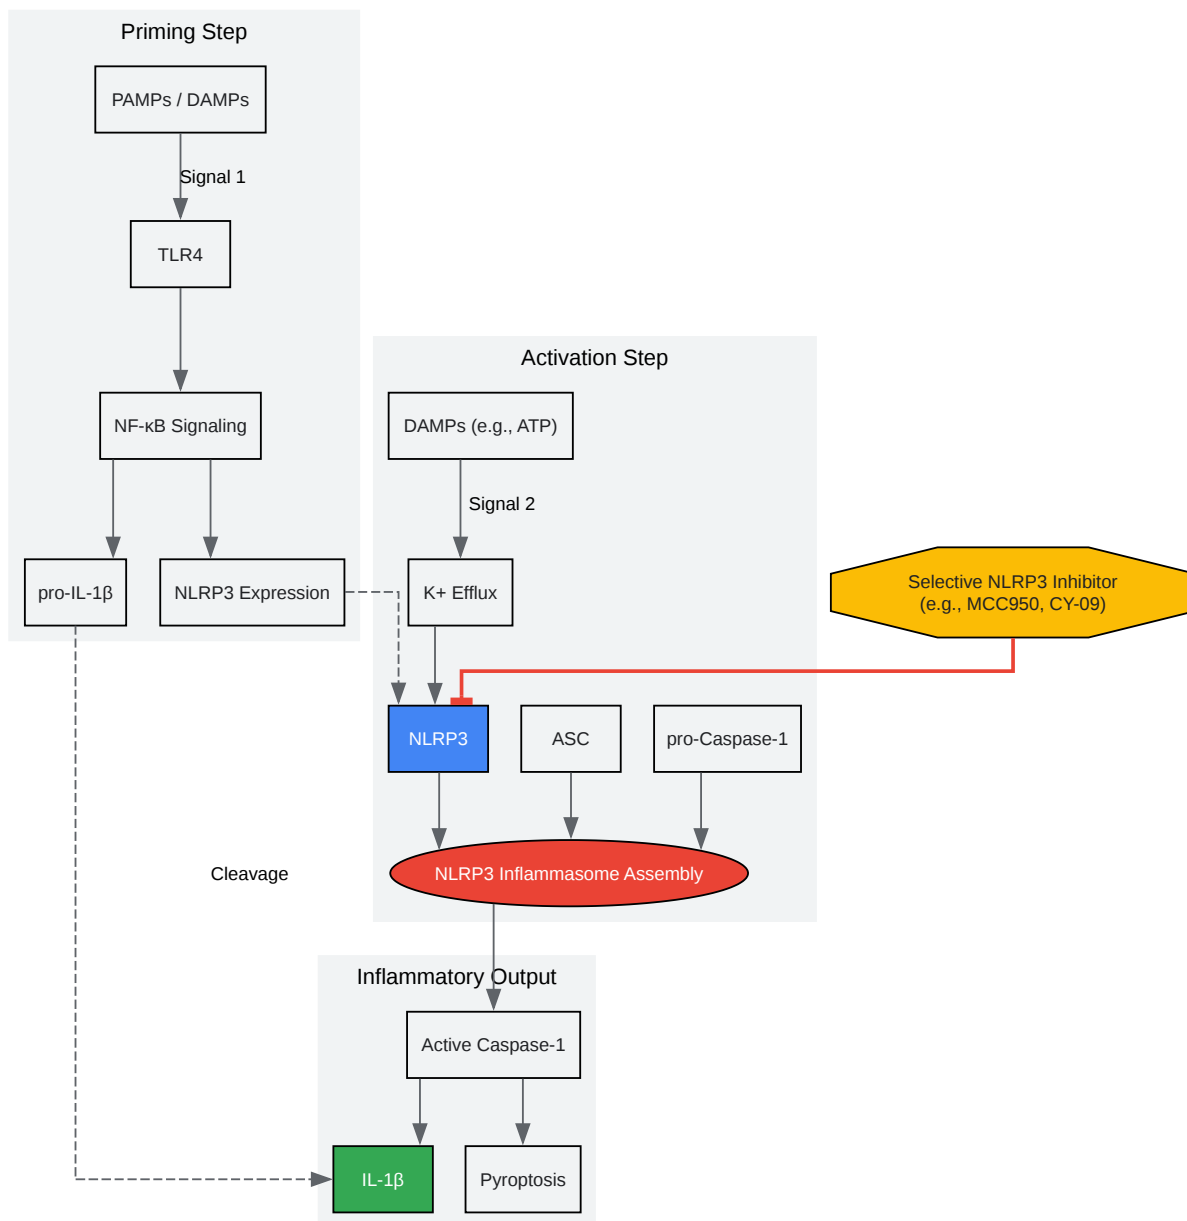 Priming Step
PAMPs / DAMPs
Signal 1
TLR4
NF-κB Signaling
pro-IL-1β
NLRP3 Expression
Activation Step
DAMPs (e.g., ATP)
Signal 2
K+ Efflux
Selective NLRP3 Inhibitor
(e.g., MCC950, CY-09)
NLRP3
ASC
pro-Caspase-1
NLRP3 Inflammasome Assembly
Cleavage
Inflammatory Output
Active Caspase-1
IL-1β
Pyroptosis